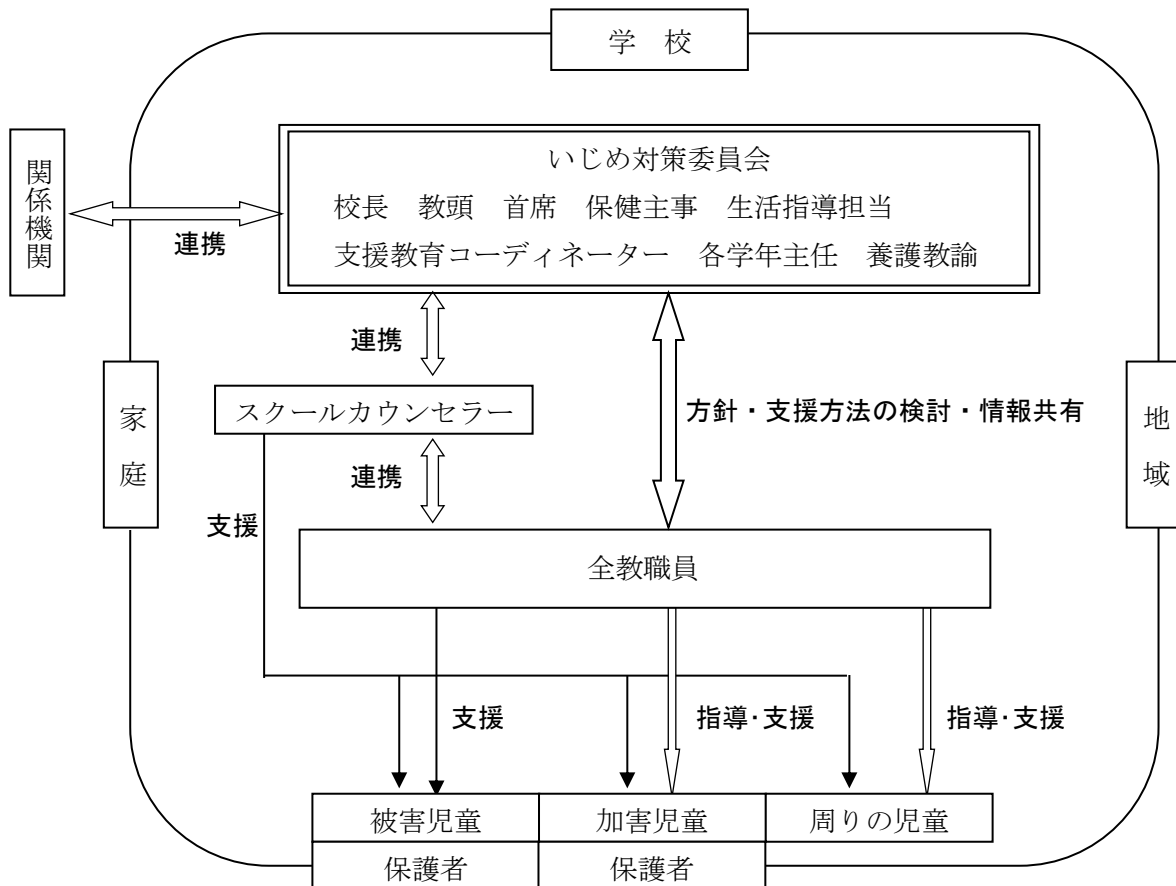 学　校
いじめ対策委員会
校長　教頭　首席　保健主事　生活指導担当
支援教育コーディネーター　各学年主任　養護教諭
関係機関
連携
連携
家庭
スクールカウンセラー
方針・支援方法の検討・情報共有
地域
連携
支援
全教職員
支援
指導・支援
指導・支援
被害児童
加害児童
周りの児童
保護者
保護者